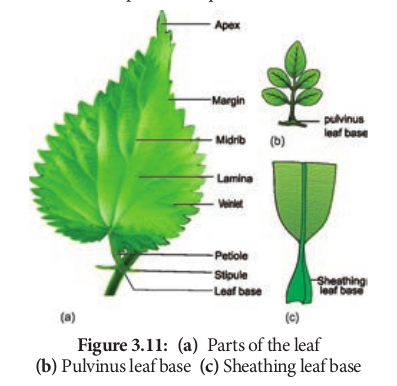 Apex
Margin
Midrib
Lamina
Veinlet
Petiole
Stipule
Leaf base
(a)
pulvinus
leaf base
(b)
Sheathing
leaf base
(c)
Figure 3.11: (a) Parts of the leaf
(b) Pulvinus leaf base (c) Sheathing leaf base